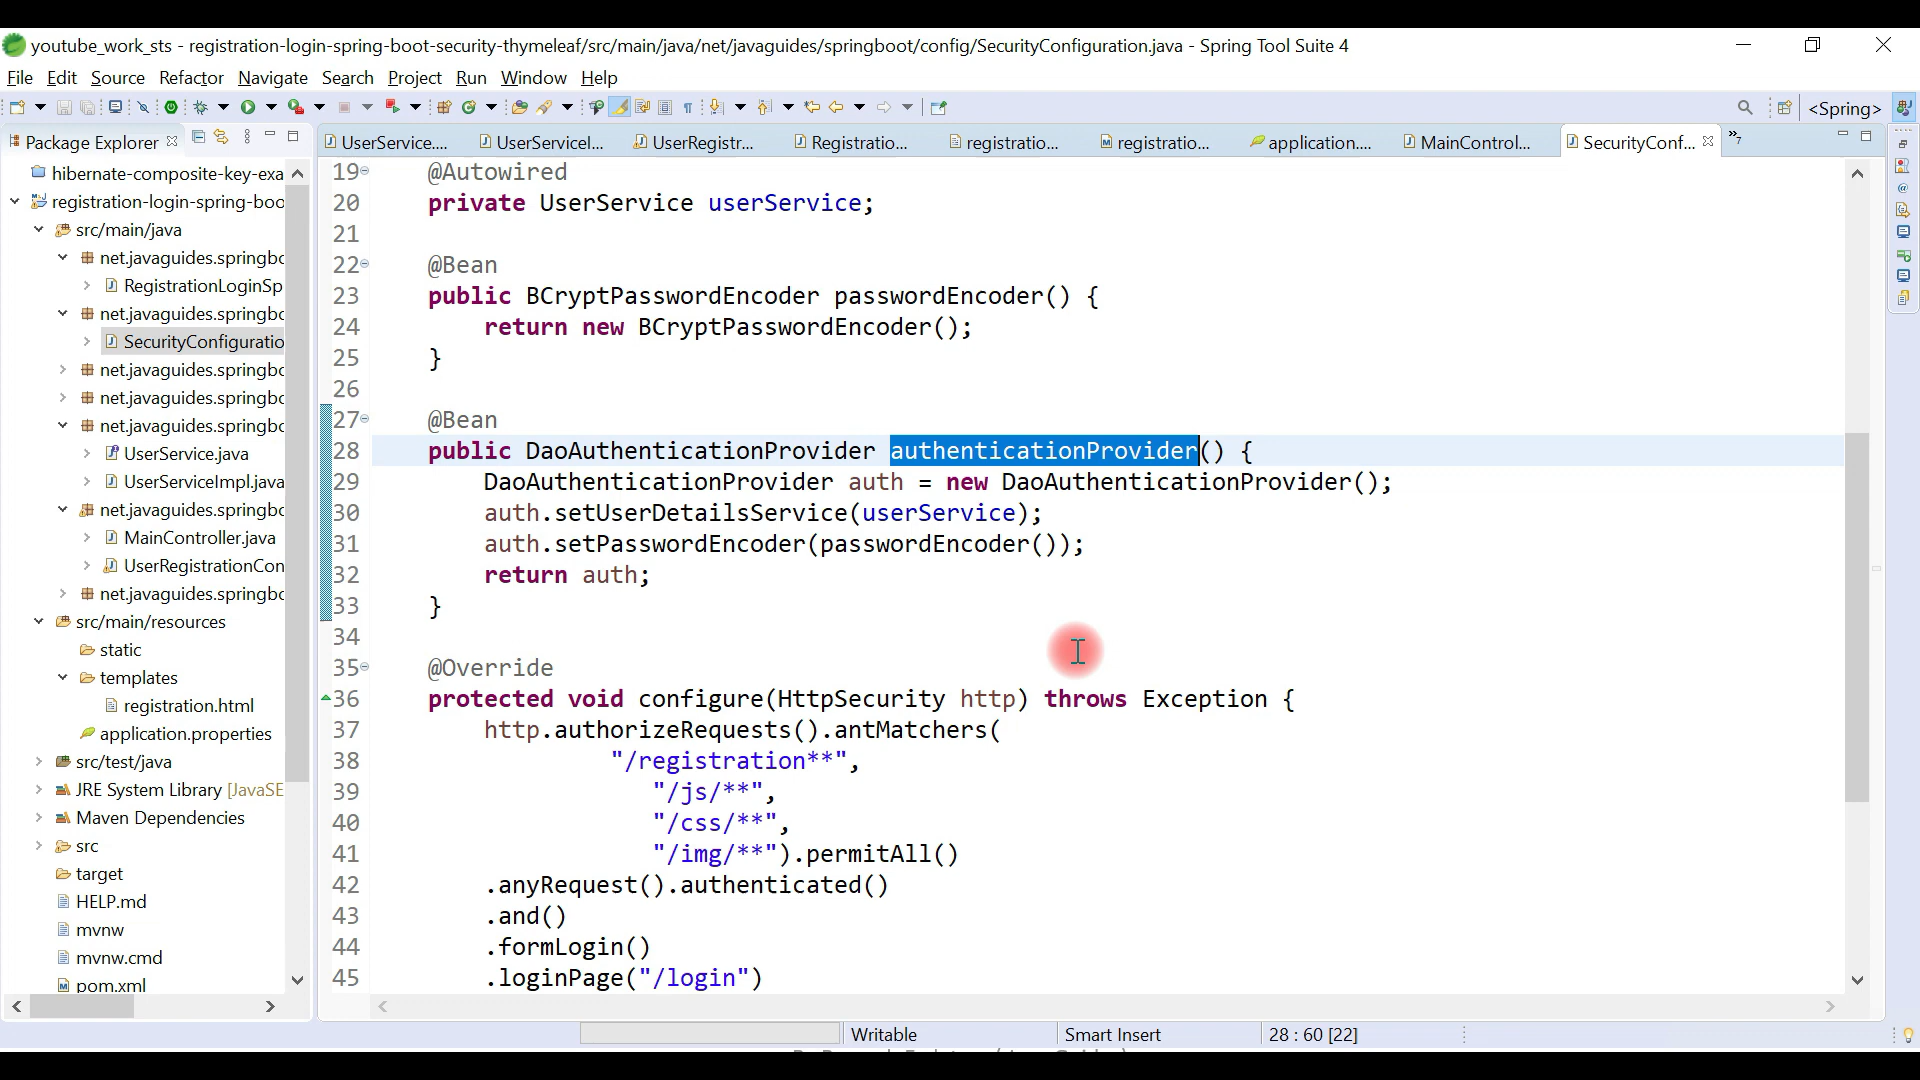 youtube_work_sts - registration-login-spring-boot-security-thymeleaf/src/main/java/net/javaguides/springboot/config/SecurityConfiguration.java - Spring Tool Suite 4
File Edit Source Refactor Navigate Search Project Run Window Help
<Spring>
Package Explorer
UserService.... UserServiceI... UserRegistr... Registratio... registratio... registratio... application.... MainControl... SecurityConf... »7
hibernate-composite-key-exa
registration-login-spring-boo
src/main/java
net.javaguides.springbo
RegistrationLoginSp
net.javaguides.springbo
SecurityConfiguratio
net.javaguides.springbo
net.javaguides.springbo
net.javaguides.springbo
UserService.java
UserServiceImpl.java
net.javaguides.springbo
MainController.java
UserRegistrationCon
net.javaguides.springbo
src/main/resources
static
templates
registration.html
application.properties
src/test/java
JRE System Library [JavaSE
Maven Dependencies
src
target
HELP.md
mvnw
mvnw.cmd
pom.xml
19 @Autowired
20 private UserService userService;
21
22 @Bean
23 public BCryptPasswordEncoder passwordEncoder() {
24 return new BCryptPasswordEncoder();
25 }
26
27 @Bean
28 public DaoAuthenticationProvider authenticationProvider() {
29 DaoAuthenticationProvider auth = new DaoAuthenticationProvider();
30 auth.setUserDetailsService(userService);
31 auth.setPasswordEncoder(passwordEncoder());
32 return auth;
33 }
34
35 @Override
36 protected void configure(HttpSecurity http) throws Exception {
37 http.authorizeRequests().antMatchers(
38 "/registration**",
39 "/js/**",
40 "/css/**",
41 "/img/**").permitAll()
42 .anyRequest().authenticated()
43 .and()
44 .formLogin()
45 .loginPage("/login")
Writable Smart Insert 28 : 60 [22]